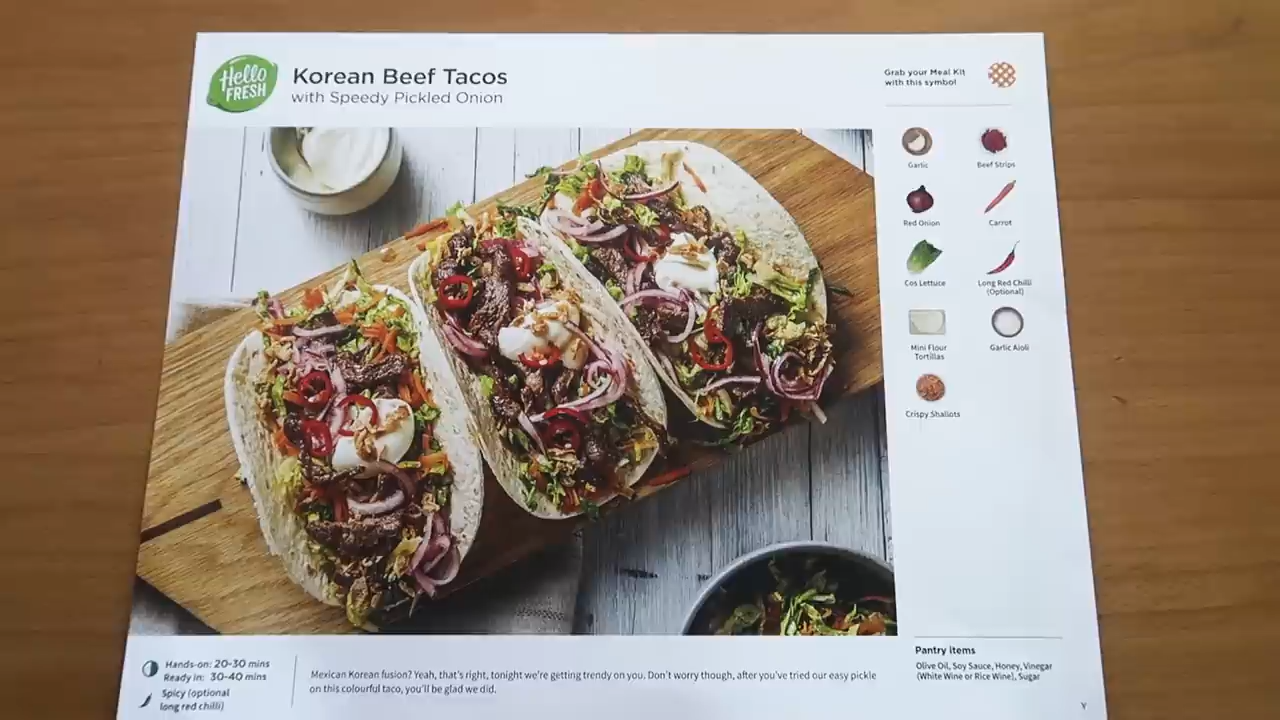 Hello
FRESH
Korean Beef Tacos
with Speedy Pickled Onion
Grab your Meal Kit
with this symbol
Garlic
Beef Strips
Red Onion
Carrot
Cos Lettuce
Long Red Chilli
(Optional)
Mini Flour
Tortillas
Garlic Aioli
Crispy Shallots
Hands-on: 20-30 mins
Ready in: 30-40 mins
Spicy (optional
long red chilli)
Mexican Korean fusion? Yeah, that's right, tonight we're getting trendy on you. Don't worry though, after you've tried our easy pickle
on this colourful taco, you'll be glad we did.
Pantry items
Olive Oil, Soy Sauce, Honey, Vinegar
(White Wine or Rice Wine), Sugar
Y